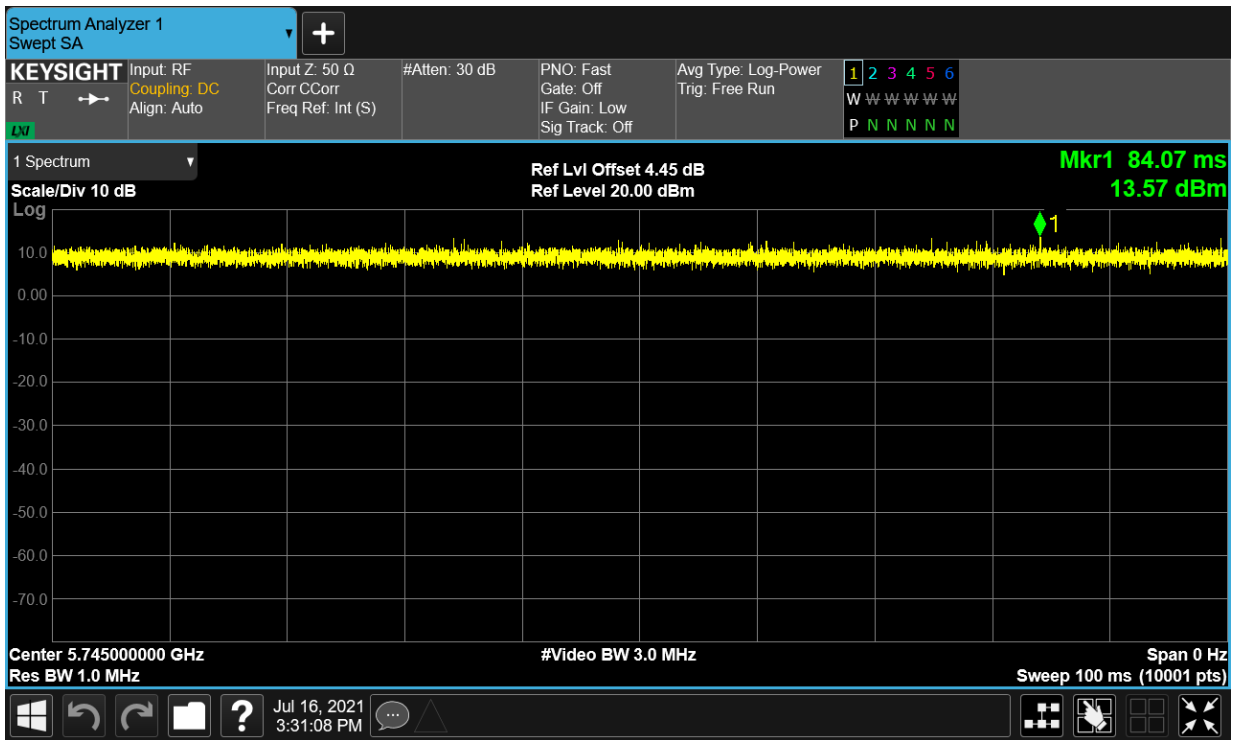 Spectrum Analyzer 1
Swept SA
+
KEYSIGHT
R T
LXI
Input: RF
Coupling: DC
Align: Auto
Input Z: 50 Ω
Corr CCorr
Freq Ref: Int (S)
#Atten: 30 dB
PNO: Fast
Gate: Off
IF Gain: Low
Sig Track: Off
Avg Type: Log-Power
Trig: Free Run
1 2 3 4 5 6
W W W W W W
P N N N N N
1 Spectrum
Scale/Div 10 dB
Log
Ref Lvl Offset 4.45 dB
Ref Level 20.00 dBm
Mkr1 84.07 ms
13.57 dBm
1
10.0
0.00
-10.0
-20.0
-30.0
-40.0
-50.0
-60.0
-70.0
Center 5.745000000 GHz
Res BW 1.0 MHz
#Video BW 3.0 MHz
Span 0 Hz
Sweep 100 ms (10001 pts)
?
Jul 16, 2021
3:31:08 PM